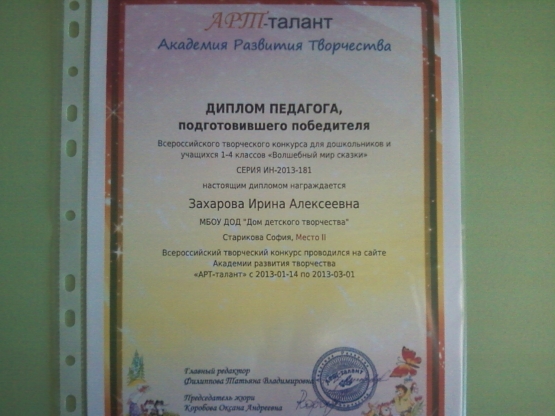 АРТ-талант
Академия Развития Творчества
ДИПЛОМ ПЕДАГОГА,
подготовившего победителя
Всероссийского творческого конкурса для дошкольников и
учащихся 1-4 классов «Волшебный мир сказки»
СЕРИЯ ИН-2013-181
настоящим дипломом награждается
Захарова Ирина Алексеевна
МБОУ ДОД "Дом детского творчества"
Старикова София, Место II
Всероссийский творческий конкурс проводился на сайте
Академии развития творчества
«АРТ-талант» с 2013-01-14 по 2013-03-01
Главный редактор
Филиппова Татьяна Владимировна
Председатель жюри
Коробова Оксана Андреевна
АРТ-ТАЛАНТ